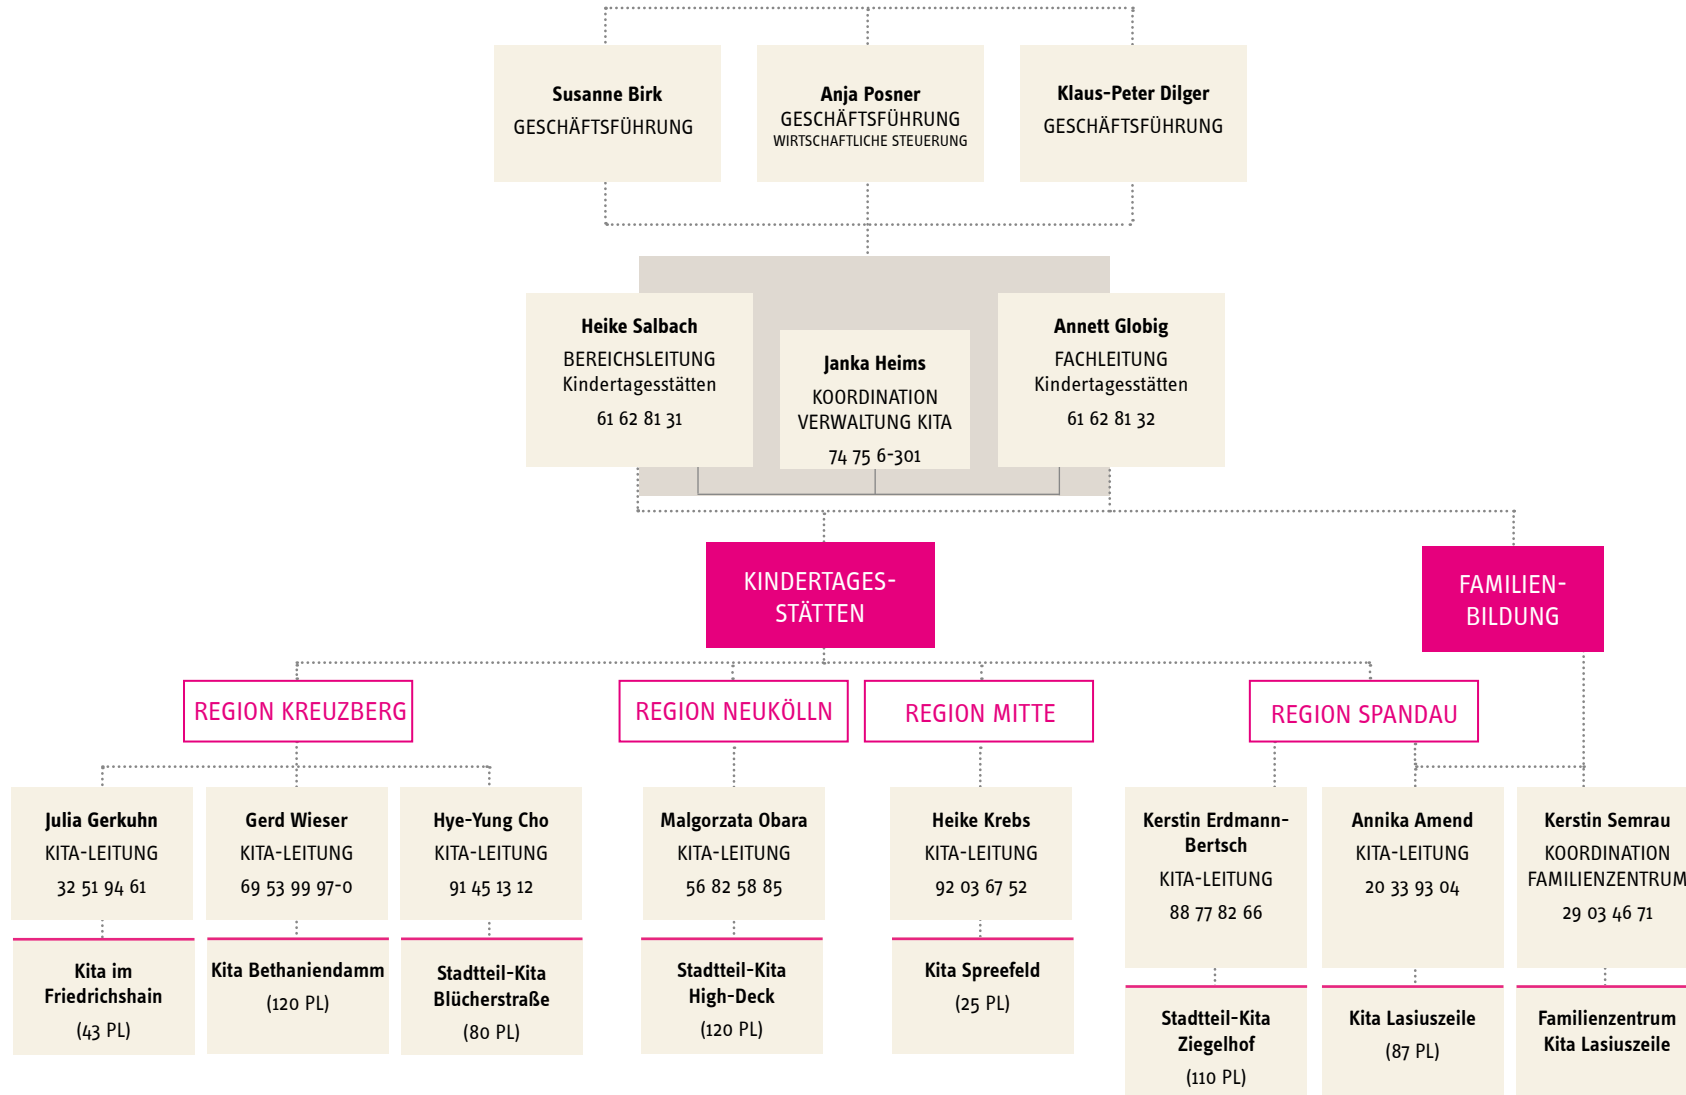 Susanne Birk
GESCHÄFTSFÜHRUNG
Anja Posner
GESCHÄFTSFÜHRUNG
WIRTSCHAFTLICHE STEUERUNG
Klaus-Peter Dilger
GESCHÄFTSFÜHRUNG
Heike Salbach
BEREICHSLEITUNG
Kindertagesstätten
61 62 81 31
Janka Heims
KOORDINATION
VERWALTUNG KITA
74 75 6-301
Annett Globig
FACHLEITUNG
Kindertagesstätten
61 62 81 32
KINDERTAGES-
STÄTTEN
FAMILIEN-
BILDUNG
REGION KREUZBERG
REGION NEUKÖLLN
REGION MITTE
REGION SPANDAU
Julia Gerkuhn
KITA-LEITUNG
32 51 94 61
Gerd Wieser
KITA-LEITUNG
69 53 99 97-0
Hye-Yung Cho
KITA-LEITUNG
91 45 13 12
Malgorzata Obara
KITA-LEITUNG
56 82 58 85
Heike Krebs
KITA-LEITUNG
92 03 67 52
Kerstin Erdmann-
Bertsch
KITA-LEITUNG
88 77 82 66
Annika Amend
KITA-LEITUNG
20 33 93 04
Kerstin Semrau
KOORDINATION
FAMILIENZENTRUM
29 03 46 71
Kita im
Friedrichshain
(43 PL)
Kita Bethaniendamm
(120 PL)
Stadtteil-Kita
Blücherstraße
(80 PL)
Stadtteil-Kita
High-Deck
(120 PL)
Kita Spreefeld
(25 PL)
Stadtteil-Kita
Ziegelhof
(110 PL)
Kita Lasiuszeile
(87 PL)
Familienzentrum
Kita Lasiuszeile